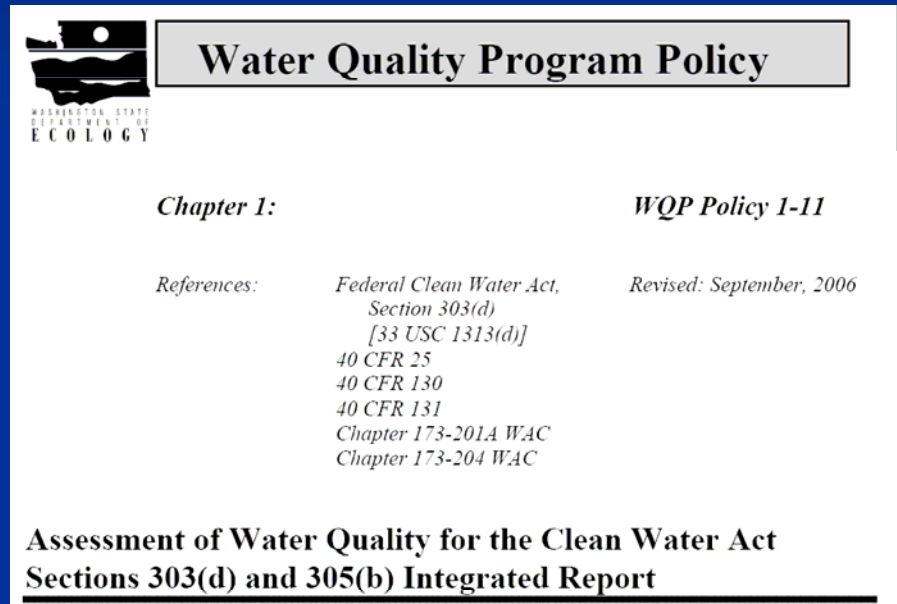 Water Quality Program Policy
WASHINGTON STATE
DEPARTMENT OF
ECOLOGY
Chapter 1: WQP Policy 1-11
References: Federal Clean Water Act, Revised: September, 2006
Section 303(d)
[33 USC 1313(d)]
40 CFR 25
40 CFR 130
40 CFR 131
Chapter 173-201A WAC
Chapter 173-204 WAC
Assessment of Water Quality for the Clean Water Act
Sections 303(d) and 305(b) Integrated Report